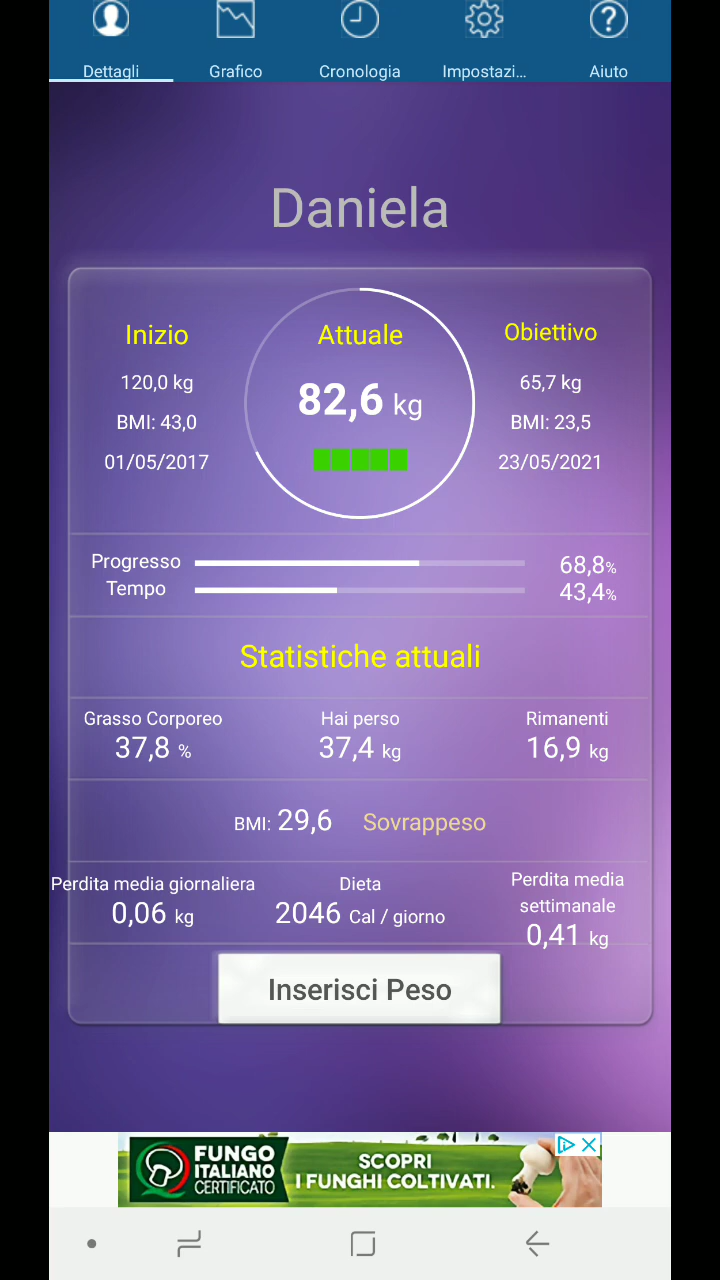 Dettagli
Grafico
Cronologia
Impostazi...
Aiuto
Daniela
Inizio
120,0 kg
BMI: 43,0
01/05/2017
Attuale
82,6 kg
Obiettivo
65,7 kg
BMI: 23,5
23/05/2021
Progresso 68,8%
Tempo 43,4%
Statistiche attuali
Grasso Corporeo
37,8 %
Hai perso
37,4 kg
Rimanenti
16,9 kg
BMI: 29,6 Sovrappeso
Perdita media giornaliera
0,06 kg
Dieta
2046 Cal / giorno
Perdita media
settimanale
0,41 kg
Inserisci Peso
FUNGO
ITALIANO
CERTIFICATO
SCOPRI
I FUNGHI COLTIVATI.